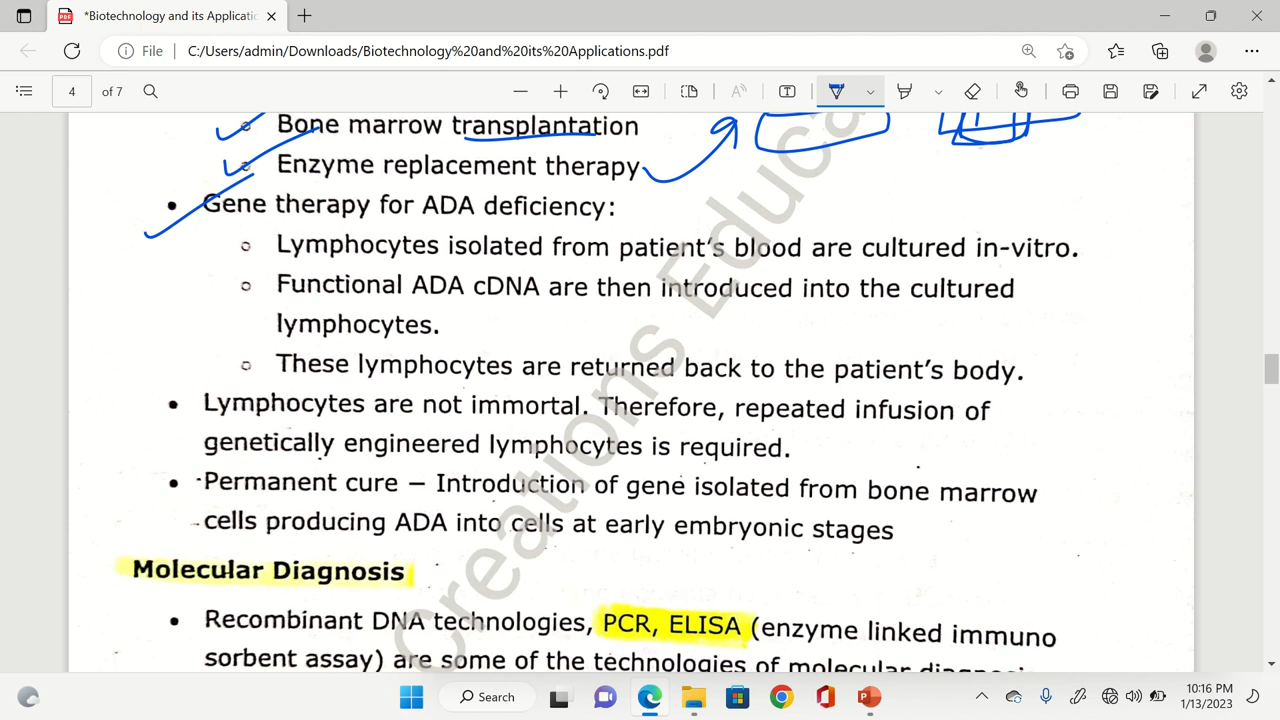 *Biotechnology and its Applicatio
File
C:/Users/admin/Downloads/Biotechnology%20and%20its%20Applications.pdf
4
of 7
Bone marrow transplantation
Enzyme replacement therapy
Gene therapy for ADA deficiency:
Lymphocytes isolated from patient's blood are cultured in-vitro.
Functional ADA cDNA are then introduced into the cultured
lymphocytes.
These lymphocytes are returned back to the patient's body.
Lymphocytes are not immortal. Therefore, repeated infusion of
genetically engineered lymphocytes is required.
Permanent cure – Introduction of gene isolated from bone marrow
cells producing ADA into cells at early embryonic stages
Molecular Diagnosis
Recombinant DNA technologies, PCR, ELISA (enzyme linked immuno
sorbent assay) are some of the technologies of molecular
Creations Educa
Search
10:16 PM
1/13/2023